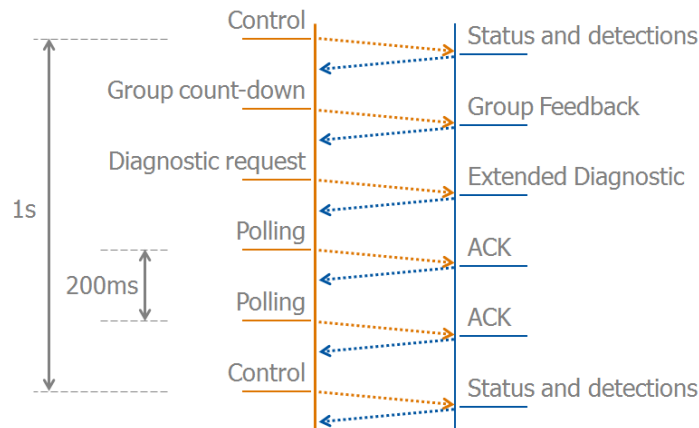 Control
Status and detections
Group count-down
Group Feedback
Diagnostic request
Extended Diagnostic
1s
Polling
ACK
200ms
Polling
ACK
Control
Status and detections